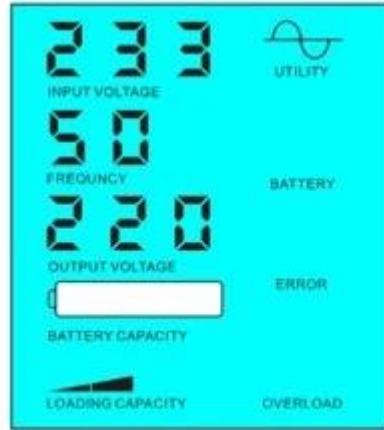 233
INPUT VOLTAGE
UTILITY
50
FREQUNCY
BATTERY
220
OUTPUT VOLTAGE
ERROR
BATTERY CAPACITY
LOADING CAPACITY
OVERLOAD